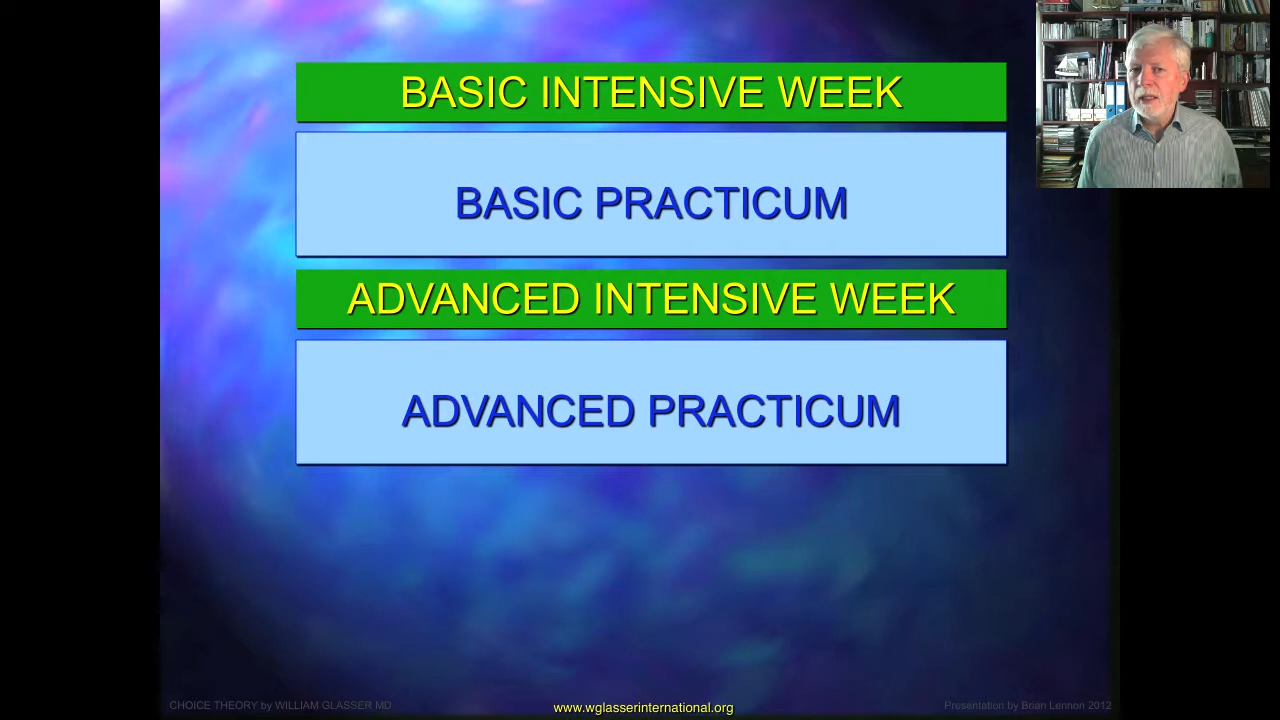 BASIC INTENSIVE WEEK
BASIC PRACTICUM
ADVANCED INTENSIVE WEEK
ADVANCED PRACTICUM
CHOICE THEORY by WILLIAM GLASSER MD
www.wglasserinternational.org
Presentation by Brian Lennon 2012